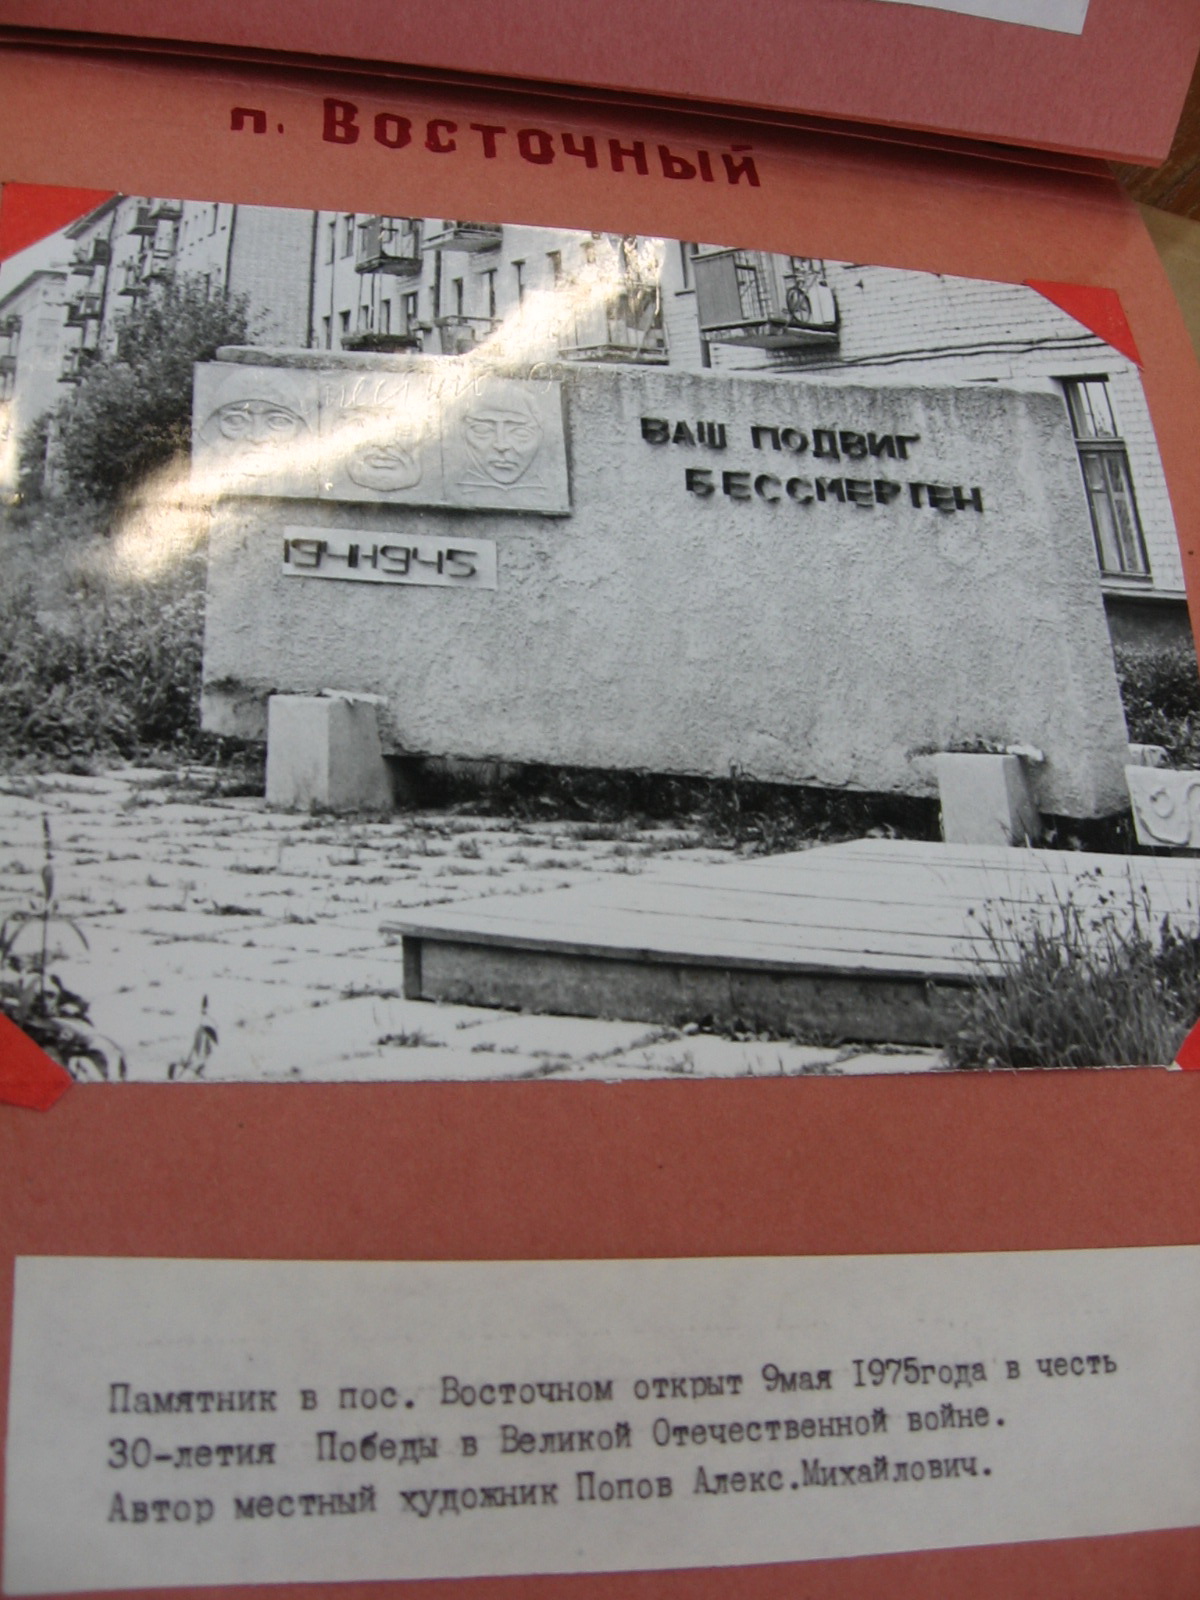 п. Восточный
ВАШ ПОДВИГ
БЕССМЕРТЕН
1941-1945
Памятник в пос. Восточном открыт 9мая 1975года в честь
30-летия Победы в Великой Отечественной войне.
Автор местный художник Попов Алекс.Михайлович.